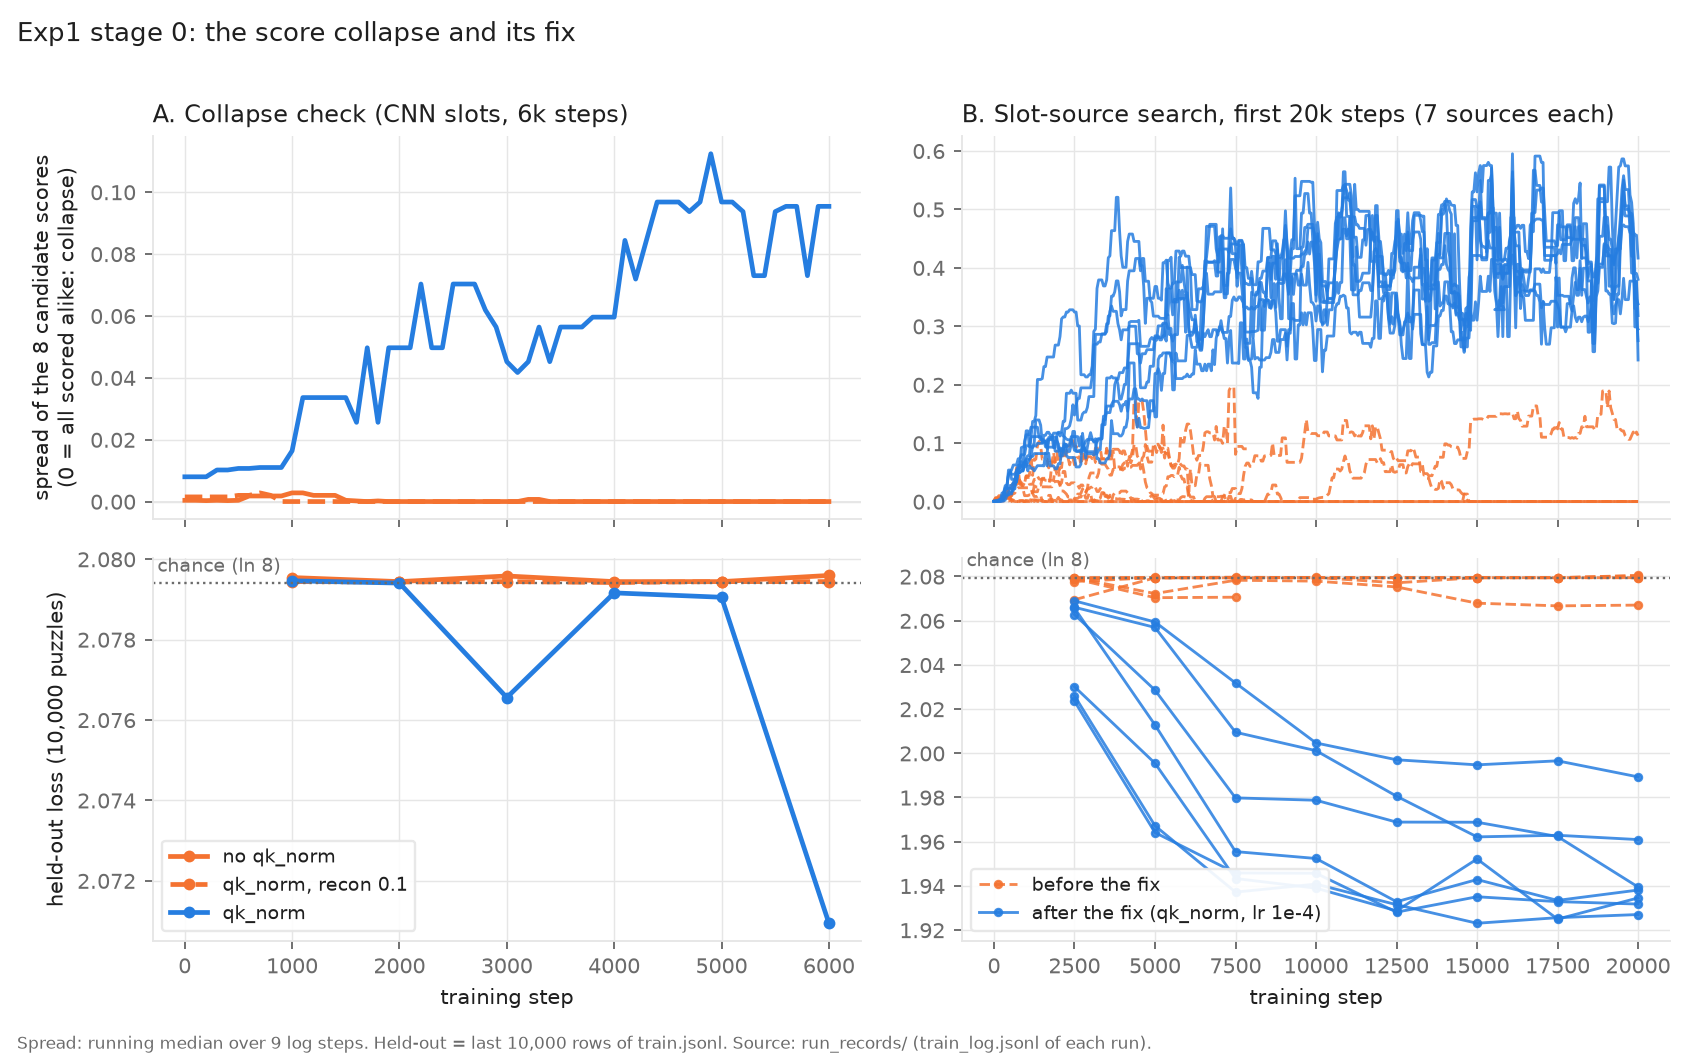 Exp1 stage 0: the score collapse and its fix
A. Collapse check (CNN slots, 6k steps)
spread of the 8 candidate scores
(0 = all scored alike: collapse)
0.10
0.08
0.06
0.04
0.02
0.00
B. Slot-source search, first 20k steps (7 sources each)
0.6
0.5
0.4
0.3
0.2
0.1
0.0
held-out loss (10,000 puzzles)
2.080
2.078
2.076
2.074
2.072
chance (ln 8)
no qk_norm
qk_norm, recon 0.1
qk_norm
0 1000 2000 3000 4000 5000 6000
training step
chance (ln 8)
2.08
2.06
2.04
2.02
2.00
1.98
1.96
1.94
1.92
before the fix
after the fix (qk_norm, lr 1e-4)
0 2500 5000 7500 10000 12500 15000 17500 20000
training step
Spread: running median over 9 log steps. Held-out = last 10,000 rows of train.jsonl. Source: run_records/ (train_log.jsonl of each run).